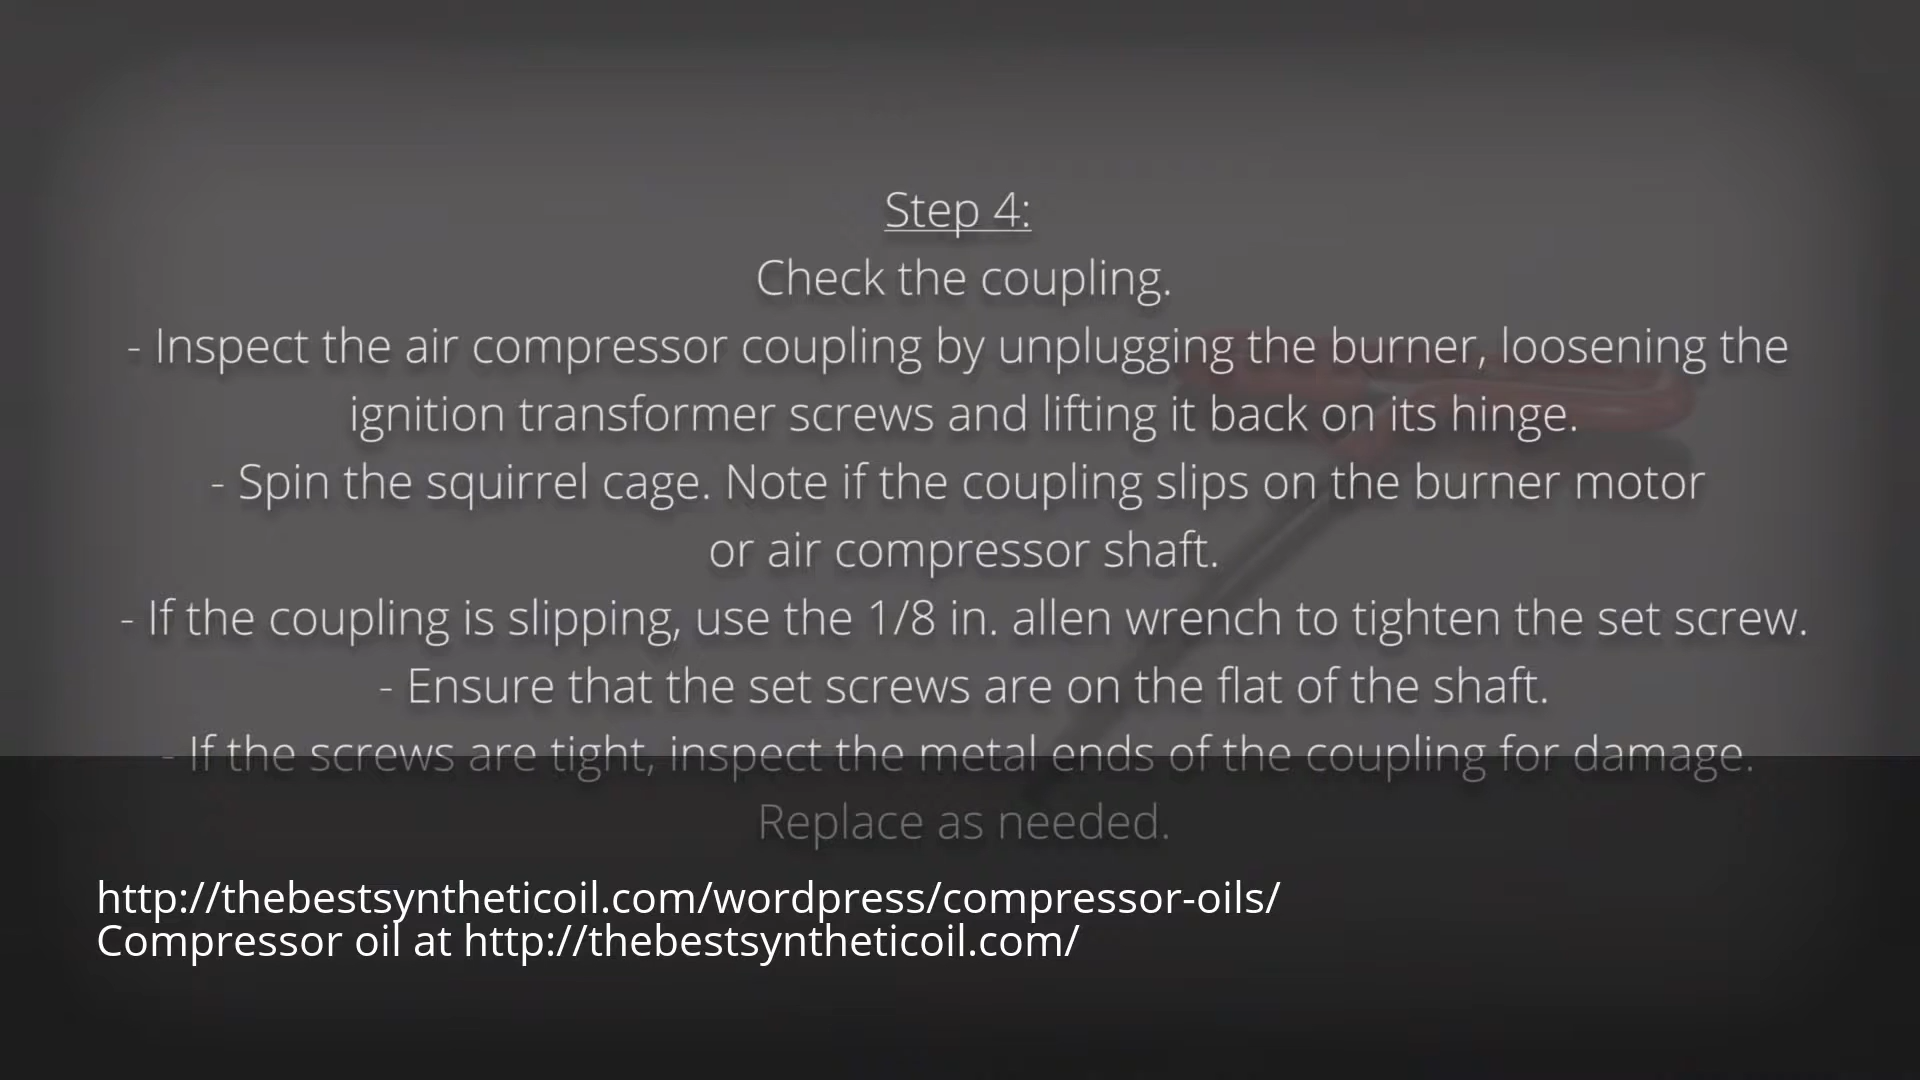 Step 4:
Check the coupling.
- Inspect the air compressor coupling by unplugging the burner, loosening the
ignition transformer screws and lifting it back on its hinge.
- Spin the squirrel cage. Note if the coupling slips on the burner motor
or air compressor shaft.
- If the coupling is slipping, use the 1/8 in. allen wrench to tighten the set screw.
- Ensure that the set screws are on the flat of the shaft.
- If the screws are tight, inspect the metal ends of the coupling for damage.
Replace as needed.
http://thebestsyntheticoil.com/wordpress/compressor-oils/
Compressor oil at http://thebestsyntheticoil.com/